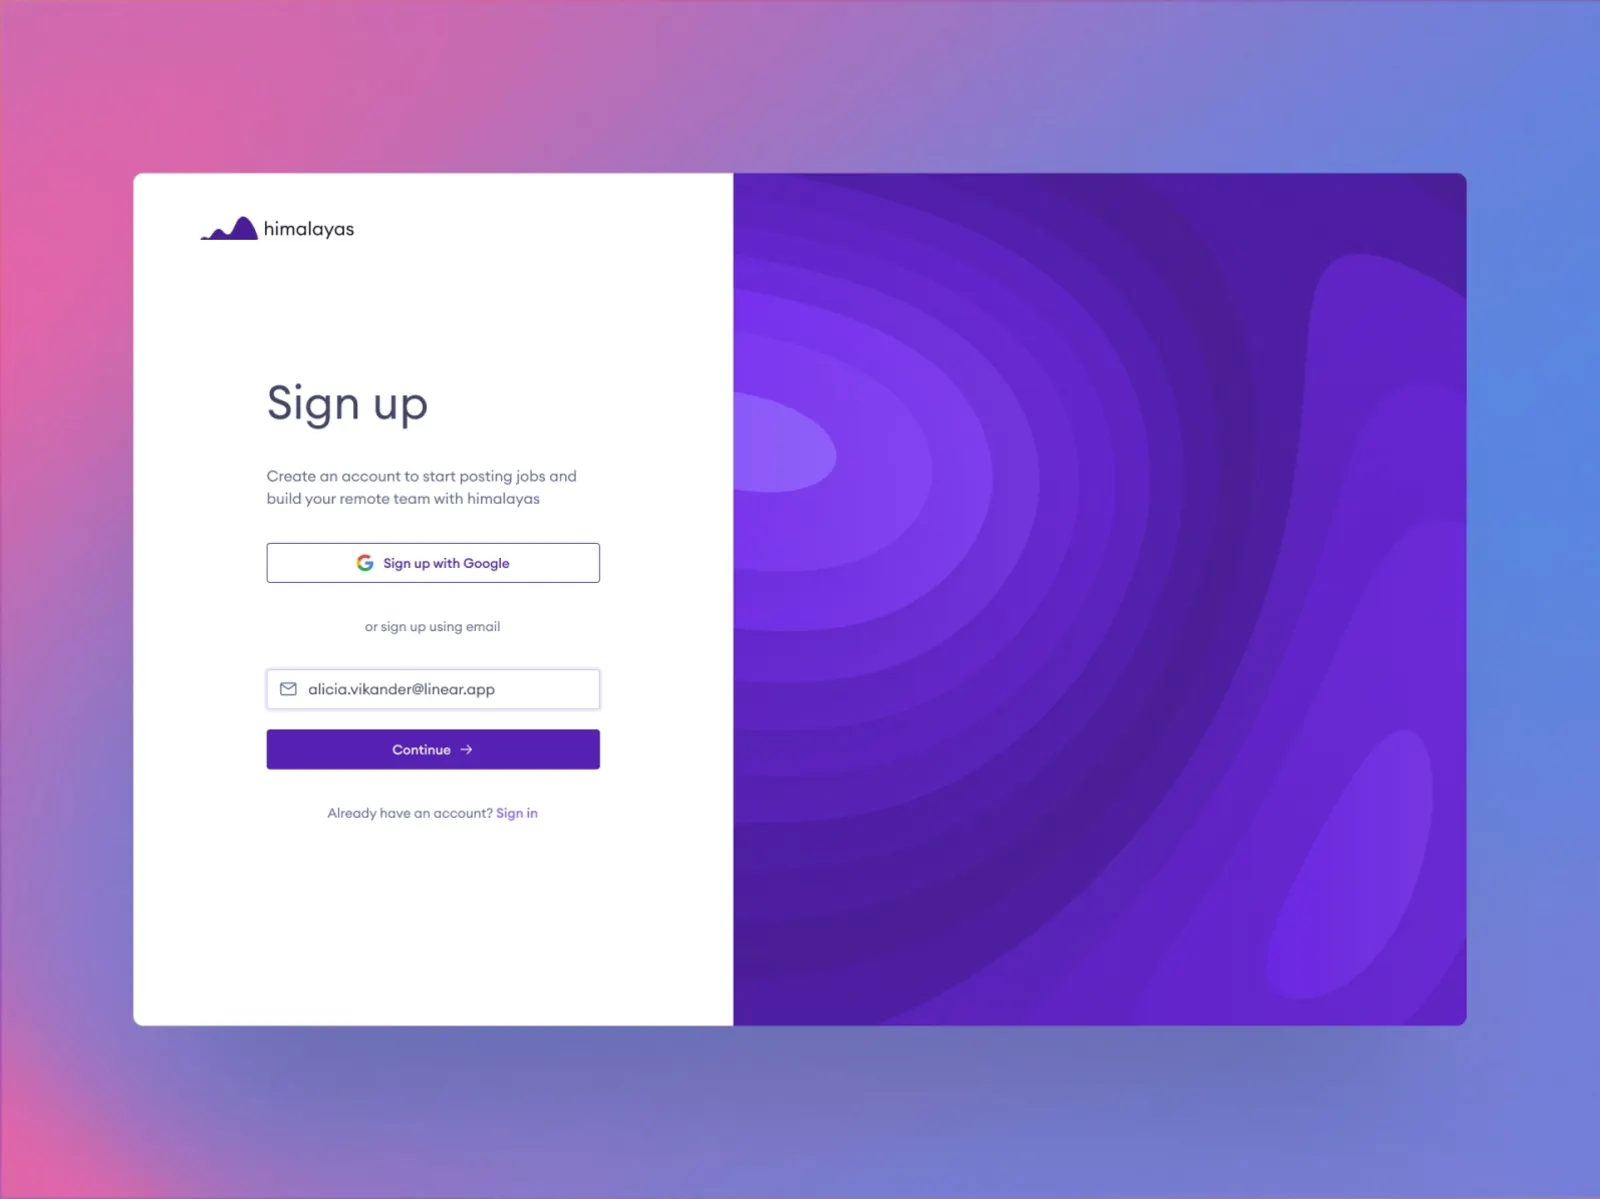 himalayas
Sign up
Create an account to start posting jobs and
build your remote team with himalayas
Sign up with Google
or sign up using email
alicia.vikander@linear.app
Continue →
Already have an account? Sign in